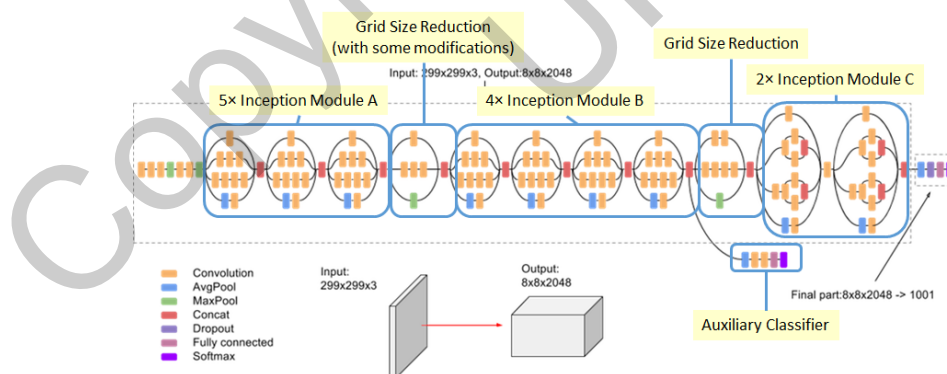 Grid Size Reduction
(with some modifications)
Grid Size Reduction
Input: 299x299x3, Output:8x8x2048
5× Inception Module A
4× Inception Module B
2× Inception Module C
Convolution
AvgPool
MaxPool
Concat
Dropout
Fully connected
Softmax
Input:
299x299x3
Output:
8x8x2048
Final part:8x8x2048 -> 1001
Auxiliary Classifier